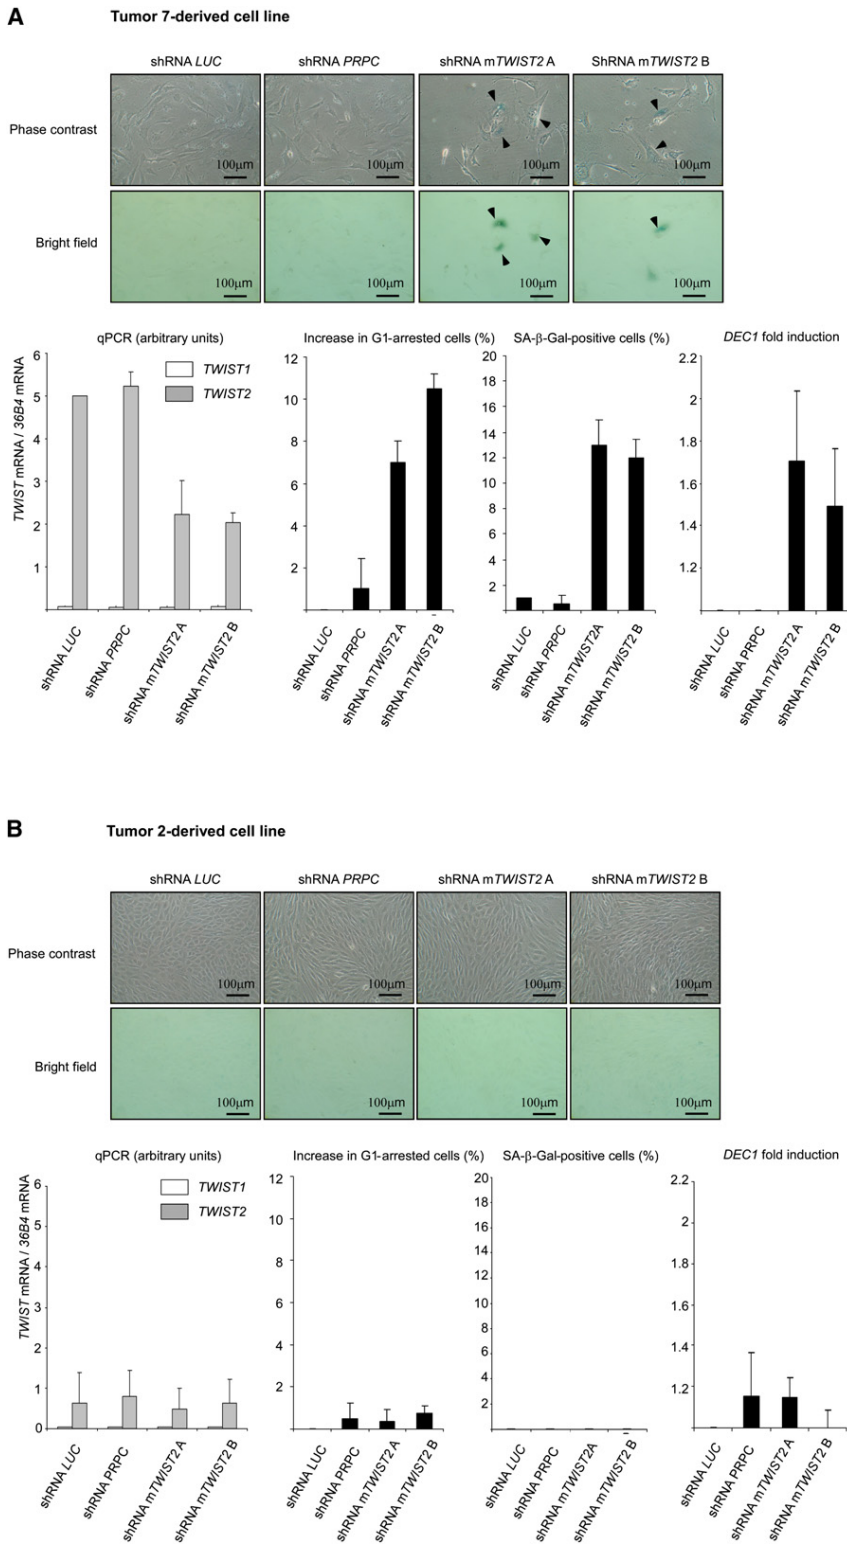 A
Tumor 7-derived cell line
shRNA LUC
shRNA PRPC
shRNA mTWIST2 A
ShRNA mTWIST2 B
Phase contrast
100μm
100μm
100μm
100μm
Bright field
100μm
100μm
100μm
100μm
qPCR (arbitrary units)
TWIST mRNA / 36B4 mRNA
6
5
4
3
2
1
0
TWIST1
TWIST2
shRNA LUC
shRNA PRPC
shRNA mTWIST2 A
shRNA mTWIST2 B
Increase in G1-arrested cells (%)
12
10
8
6
4
2
shRNA LUC
shRNA PRPC
shRNA mTWIST2 A
shRNA mTWIST2 B
SA-β-Gal-positive cells (%)
20
18
16
14
12
10
8
6
4
2
shRNA LUC
shRNA PRPC
shRNA mTWIST2A
shRNA mTWIST2 B
DEC1 fold induction
2.2
2
1.8
1.6
1.4
1.2
shRNA LUC
shRNA PRPC
shRNA mTWIST2 A
shRNA mTWIST2 B
B
Tumor 2-derived cell line
shRNA LUC
shRNA PRPC
shRNA mTWIST2 A
shRNA mTWIST2 B
Phase contrast
100μm
100μm
100μm
100μm
Bright field
100μm
100μm
100μm
100μm
qPCR (arbitrary units)
TWIST mRNA / 36B4 mRNA
6
5
4
3
2
1
0
TWIST1
TWIST2
shRNA LUC
shRNA PRPC
shRNA mTWIST2 A
shRNA mTWIST2 B
Increase in G1-arrested cells (%)
12
10
8
6
4
2
shRNA LUC
shRNA PRPC
shRNA mTWIST2 A
shRNA mTWIST2 B
SA-β-Gal-positive cells (%)
20
18
16
14
12
10
8
6
4
2
shRNA LUC
shRNA PRPC
shRNA mTWIST2A
shRNA mTWIST2 B
DEC1 fold induction
2.2
2
1.8
1.6
1.4
1.2
shRNA LUC
shRNA PRPC
shRNA mTWIST2 A
shRNA mTWIST2 B